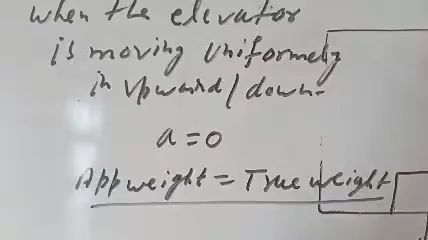 when the elevator
is moving Uniformely
in Upward/down-
a=0
App weight = True weight